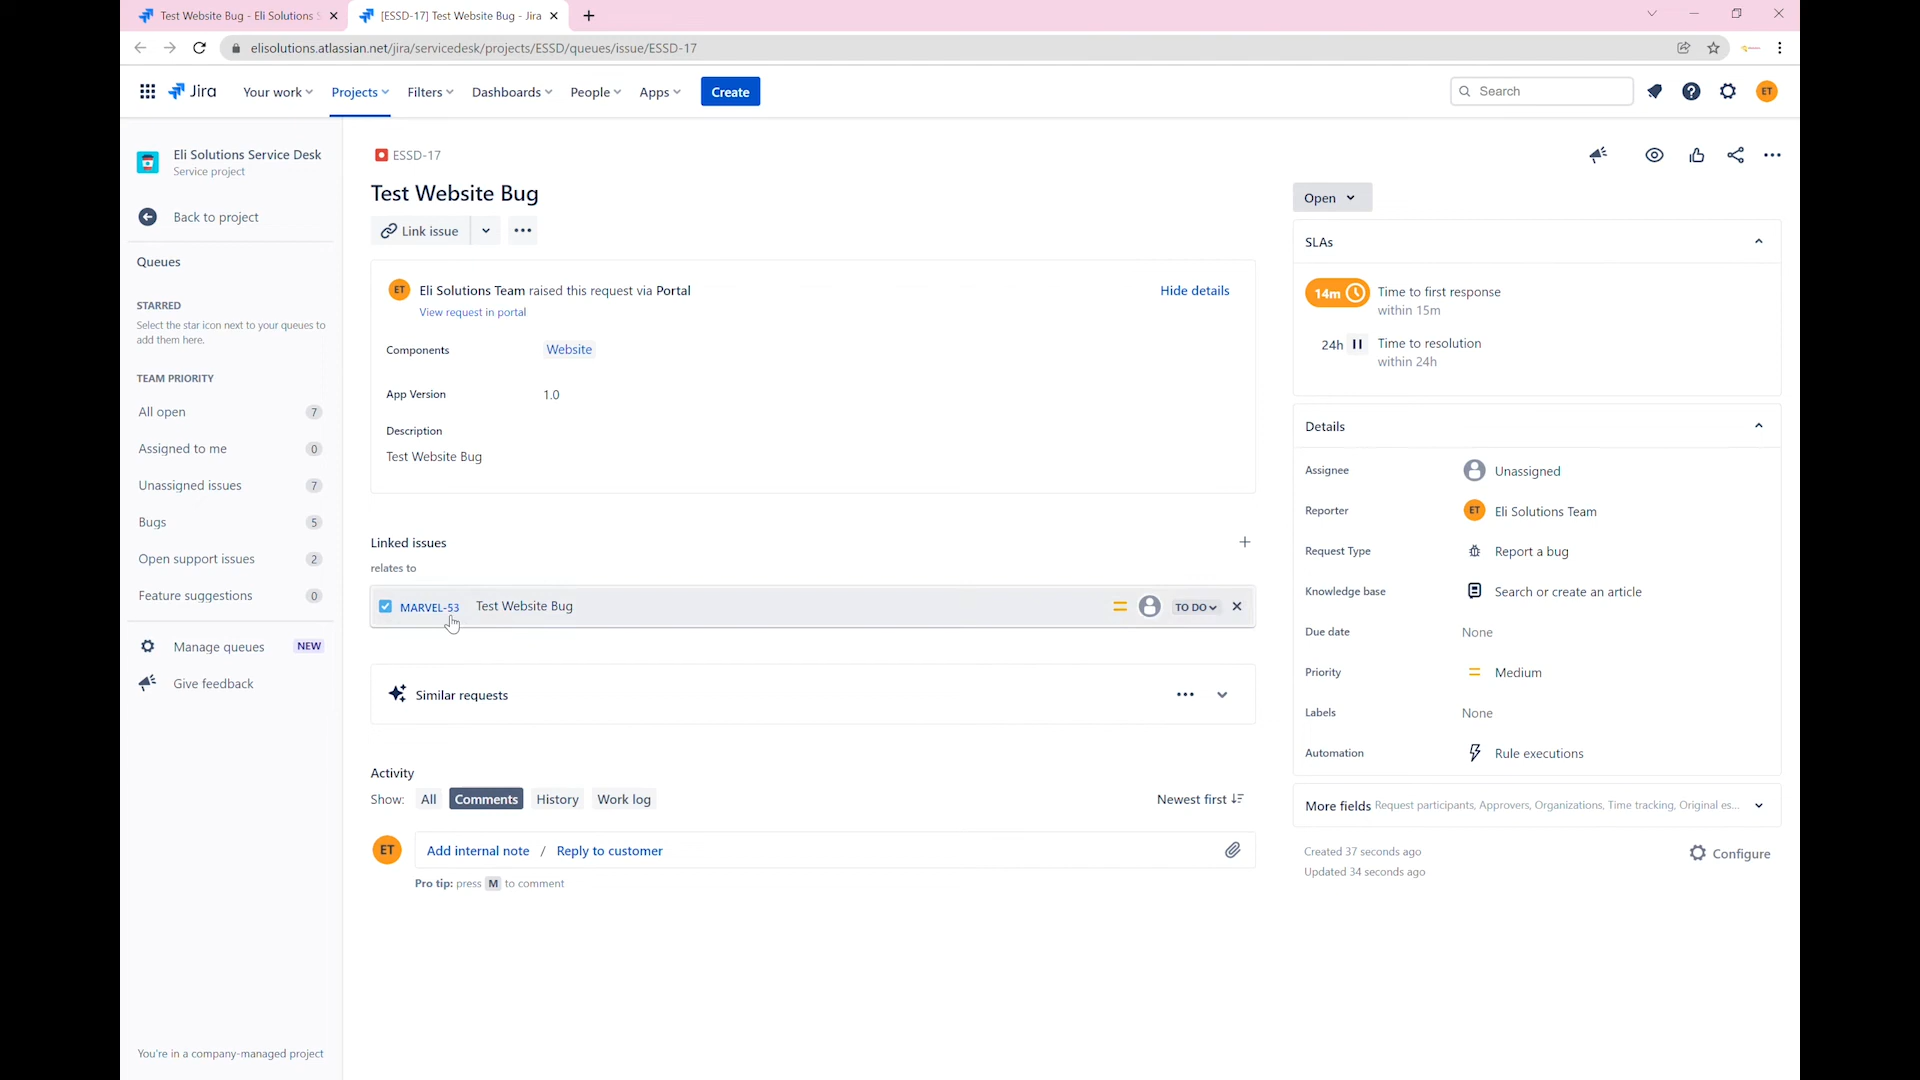 Test Website Bug - Eli Solutions S
[ESSD-17] Test Website Bug - Jira
elisolutions.atlassian.net/jira/servicedesk/projects/ESSD/queues/issue/ESSD-17
Jira
Your work
Projects
Filters
Dashboards
People
Apps
Create
Search
ET
Eli Solutions Service Desk
Service project
Back to project
Queues
STARRED
Select the star icon next to your queues to
add them here.
TEAM PRIORITY
All open 7
Assigned to me 0
Unassigned issues 7
Bugs 5
Open support issues 2
Feature suggestions 0
Manage queues NEW
Give feedback
You're in a company-managed project
ESSD-17
Test Website Bug
Link issue
ET
Eli Solutions Team raised this request via Portal
Hide details
View request in portal
Components Website
App Version 1.0
Description
Test Website Bug
Linked issues
relates to
MARVEL-53 Test Website Bug TO DO
Similar requests
Activity
Show: All Comments History Work log
Newest first
ET
Add internal note / Reply to customer
Pro tip: press M to comment
Open
SLAs
14m Time to first response
within 15m
24h Time to resolution
within 24h
Details
Assignee Unassigned
Reporter ET Eli Solutions Team
Request Type Report a bug
Knowledge base Search or create an article
Due date None
Priority Medium
Labels None
Automation Rule executions
More fields Request participants, Approvers, Organizations, Time tracking, Original es...
Created 37 seconds ago
Configure
Updated 34 seconds ago